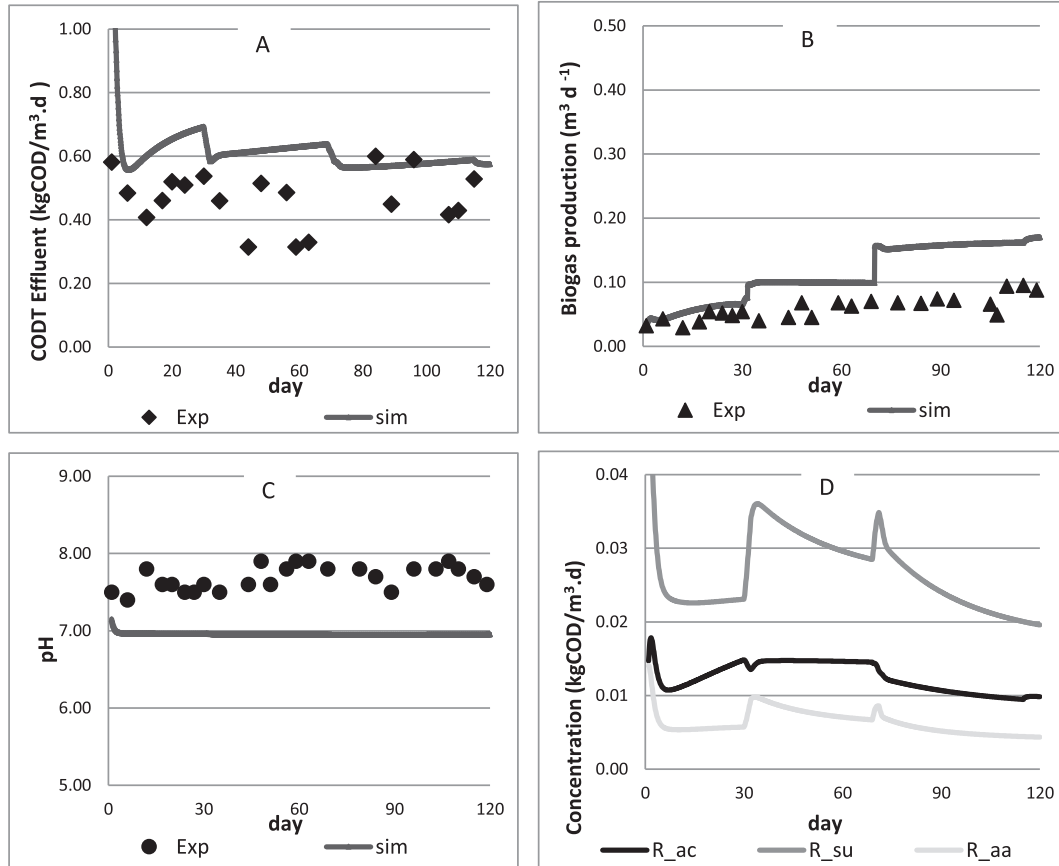 A
CODT Effluent (kgCOD/m³.d )
1.00
0.80
0.60
0.40
0.20
0.00
0 20 40 60 80 100 120
day
Exp sim
B
Biogas production (m³ d⁻¹)
0.50
0.40
0.30
0.20
0.10
0.00
0 30 60 90 120
day
Exp sim
C
pH
9.00
8.00
7.00
6.00
5.00
0 30 60 90 120
day
Exp sim
D
Concentration (kgCOD/m³.d)
0.04
0.03
0.02
0.01
0.00
0 30 60 90 120
day
R_ac R_su R_aa